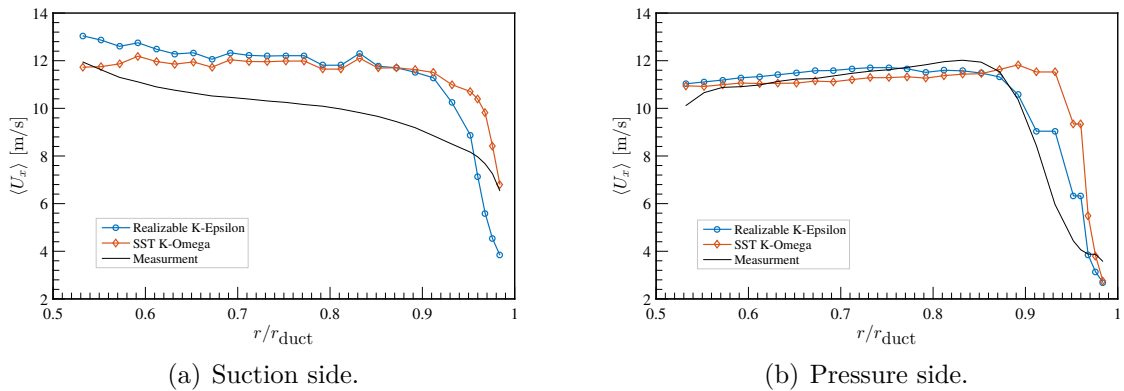 14
12
10
8
6
4
2
⟨Uₓ⟩ [m/s]
Realizable K-Epsilon
SST K-Omega
Measurment
0.5 0.6 0.7 0.8 0.9 1
r/r_duct
(a) Suction side.
14
12
10
8
6
4
2
⟨Uₓ⟩ [m/s]
Realizable K-Epsilon
SST K-Omega
Measurment
0.5 0.6 0.7 0.8 0.9 1
r/r_duct
(b) Pressure side.